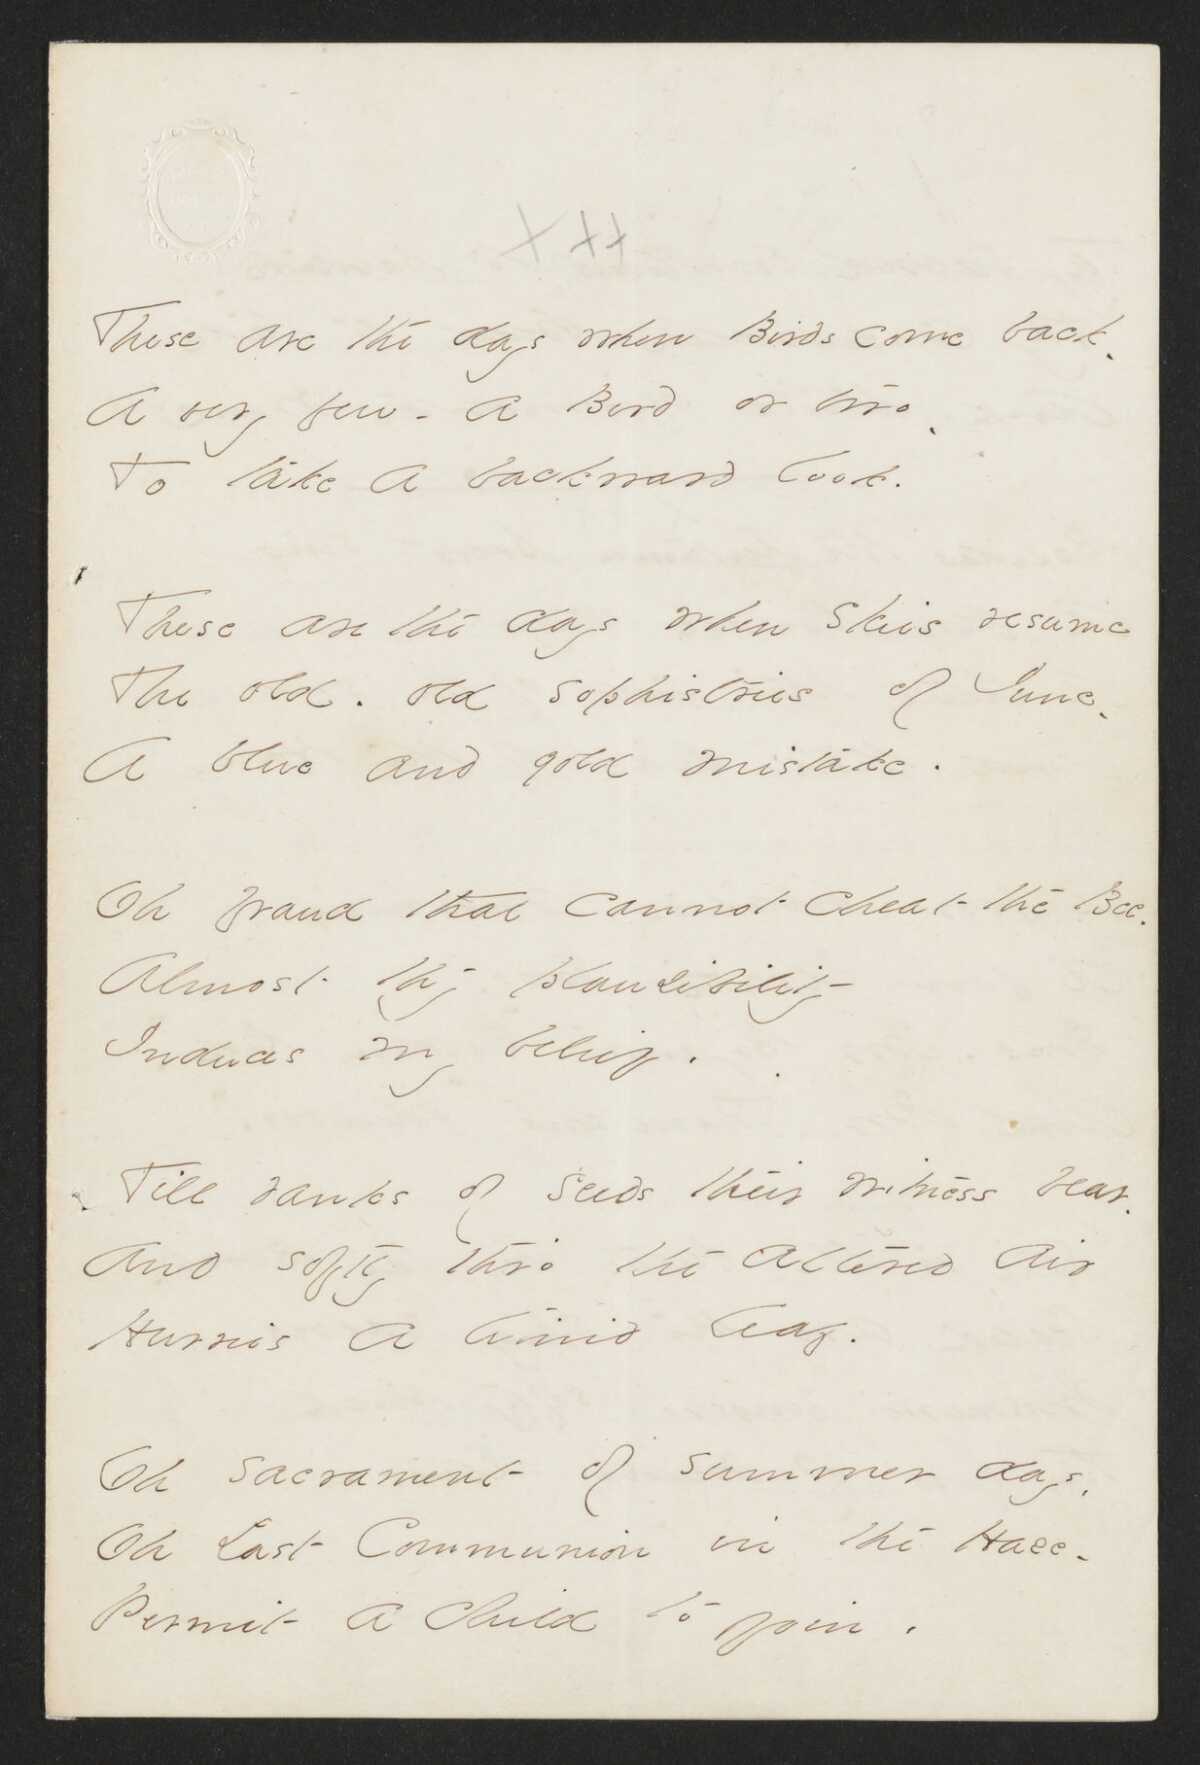 XXX
These are the days when Birds come back.
A very few - A Bird or two.
To take a backward look.
These are the days when Skies resume
The old. old sophistries of June.
A blue and gold mistake.
Oh fraud that cannot cheat the Bee.
Almost thy plausibility
Induces my belief.
Till ranks of Seeds their witness bear.
And softly thro' the altered air
Hurries a timid leaf.
Oh Sacrament of summer days.
Oh Last Communion in the Haze -
Permit a Child to join.